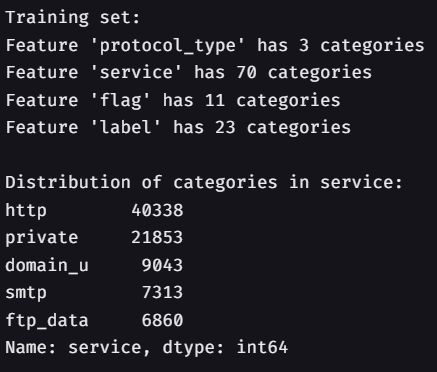 Training set:
Feature 'protocol_type' has 3 categories
Feature 'service' has 70 categories
Feature 'flag' has 11 categories
Feature 'label' has 23 categories

Distribution of categories in service:
http        40338
private     21853
domain_u     9043
smtp         7313
ftp_data     6860
Name: service, dtype: int64